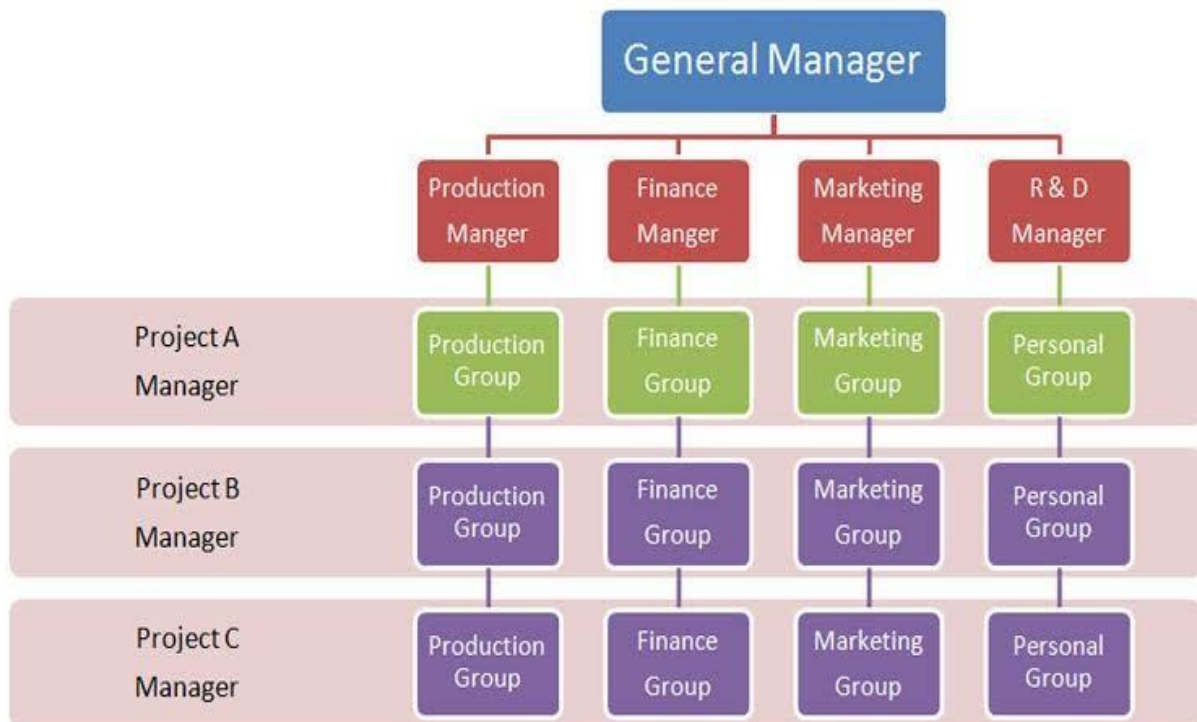 General Manager
Production
Manger
Finance
Manger
Marketing
Manager
R & D
Manager
Project A
Manager
Production
Group
Finance
Group
Marketing
Group
Personal
Group
Project B
Manager
Production
Group
Finance
Group
Marketing
Group
Personal
Group
Project C
Manager
Production
Group
Finance
Group
Marketing
Group
Personal
Group